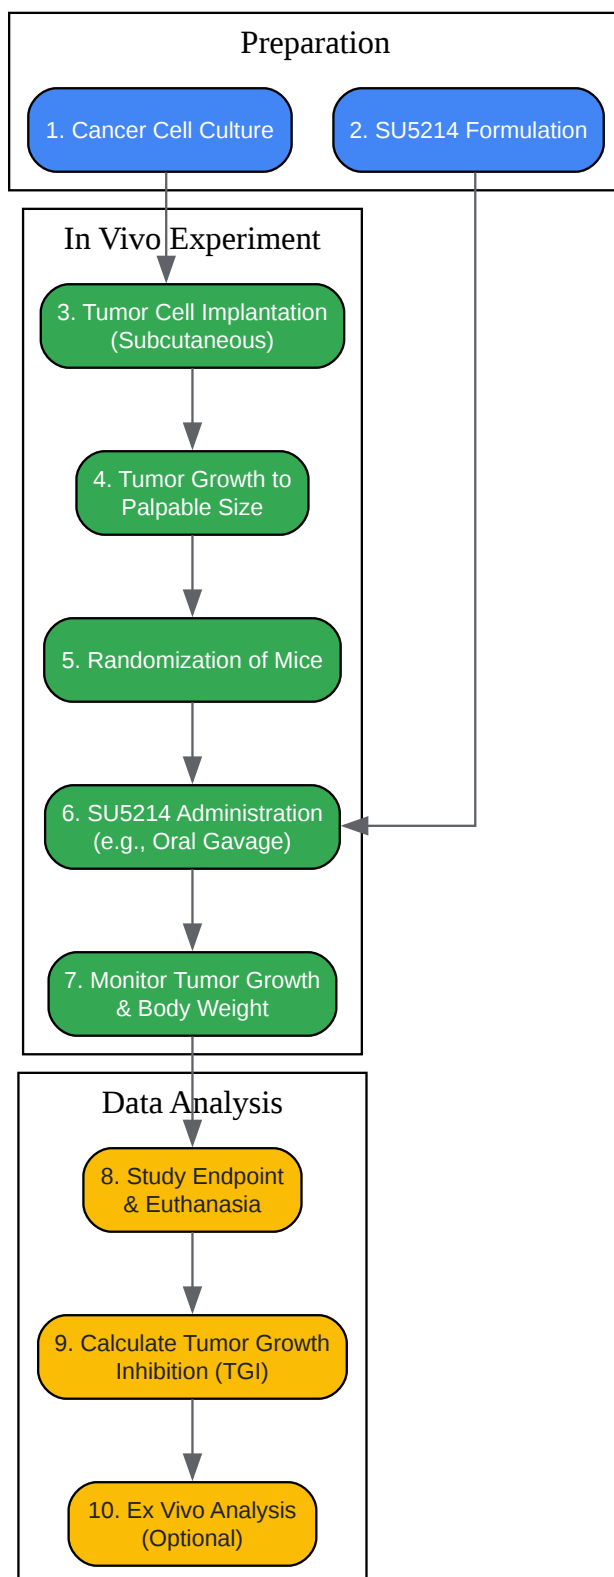 Preparation
1. Cancer Cell Culture
2. SU5214 Formulation
In Vivo Experiment
3. Tumor Cell Implantation
(Subcutaneous)
4. Tumor Growth to
Palpable Size
5. Randomization of Mice
6. SU5214 Administration
(e.g., Oral Gavage)
7. Monitor Tumor Growth
& Body Weight
Data Analysis
8. Study Endpoint
& Euthanasia
9. Calculate Tumor Growth
Inhibition (TGI)
10. Ex Vivo Analysis
(Optional)